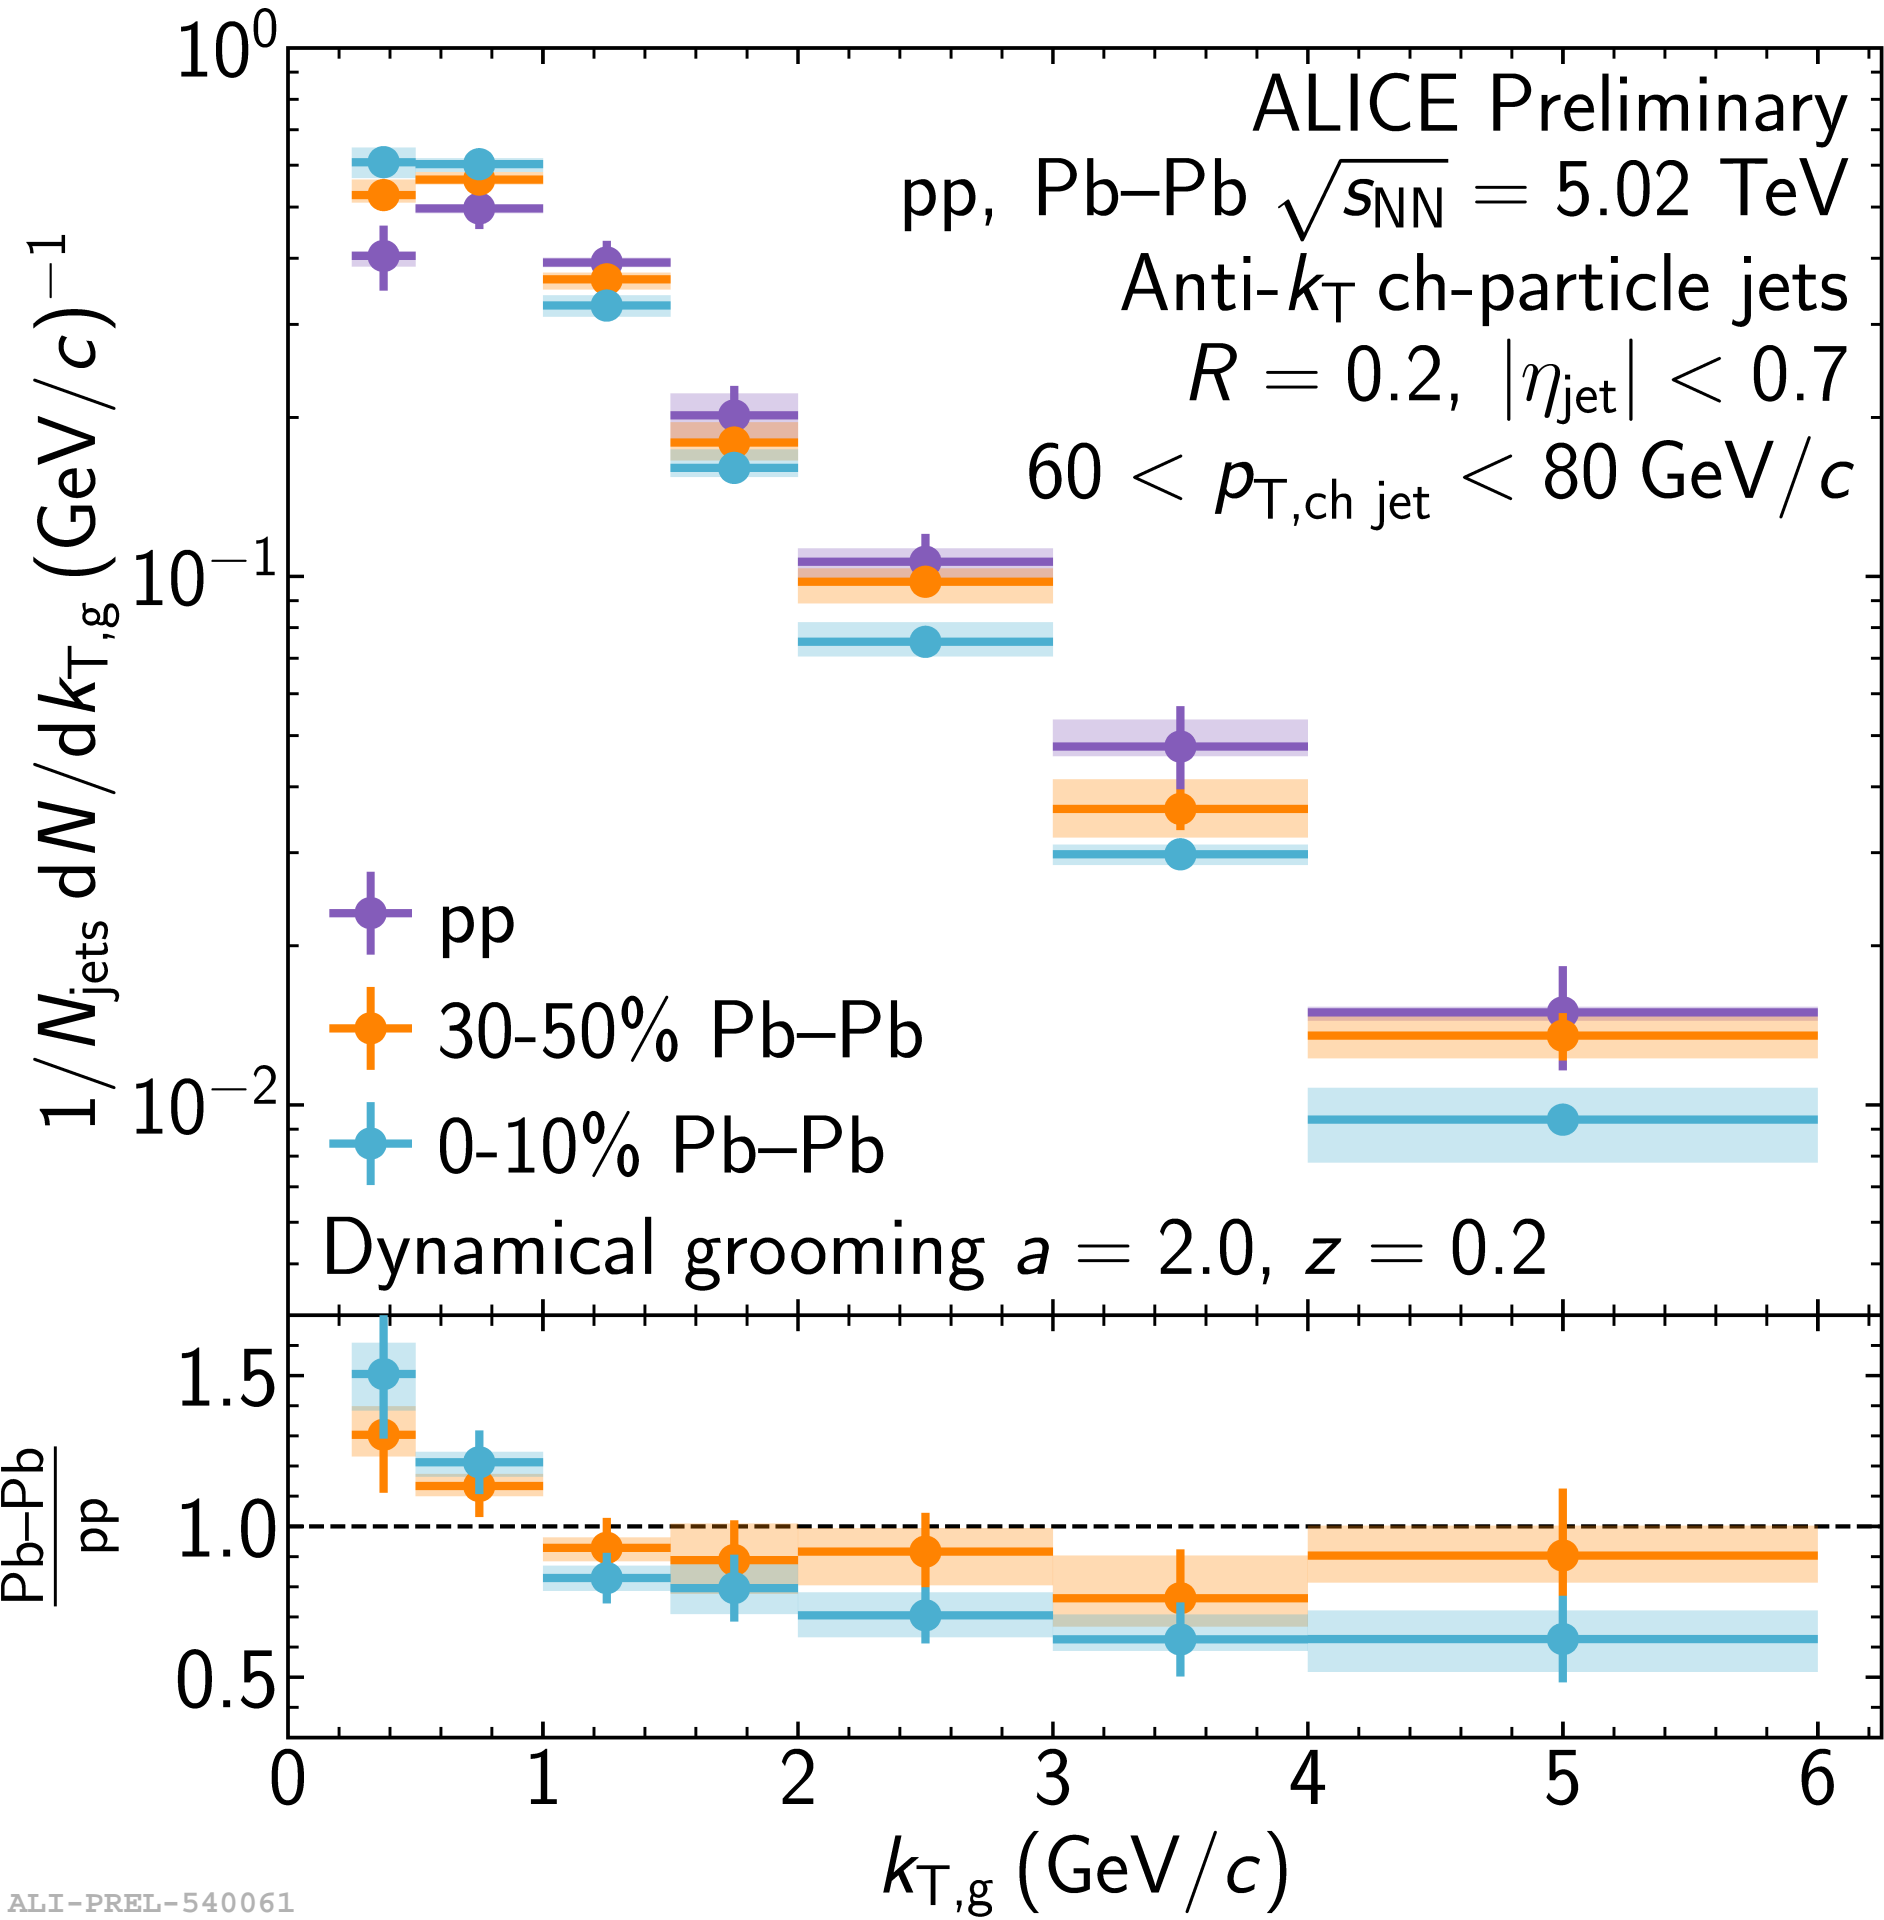 10⁰
ALICE Preliminary
pp, Pb–Pb √sNN = 5.02 TeV
Anti-kT ch-particle jets
R = 0.2, |ηjet| < 0.7
60 < pT,ch jet < 80 GeV/c
1/Njets dN/dkT,g (GeV/c)⁻¹
10⁻¹
10⁻²
pp
30-50% Pb–Pb
0-10% Pb–Pb
Dynamical grooming a = 2.0, z = 0.2
Pb–Pb
pp
1.5
1.0
0.5
0 1 2 3 4 5 6
kT,g (GeV/c)
ALI-PREL-540061